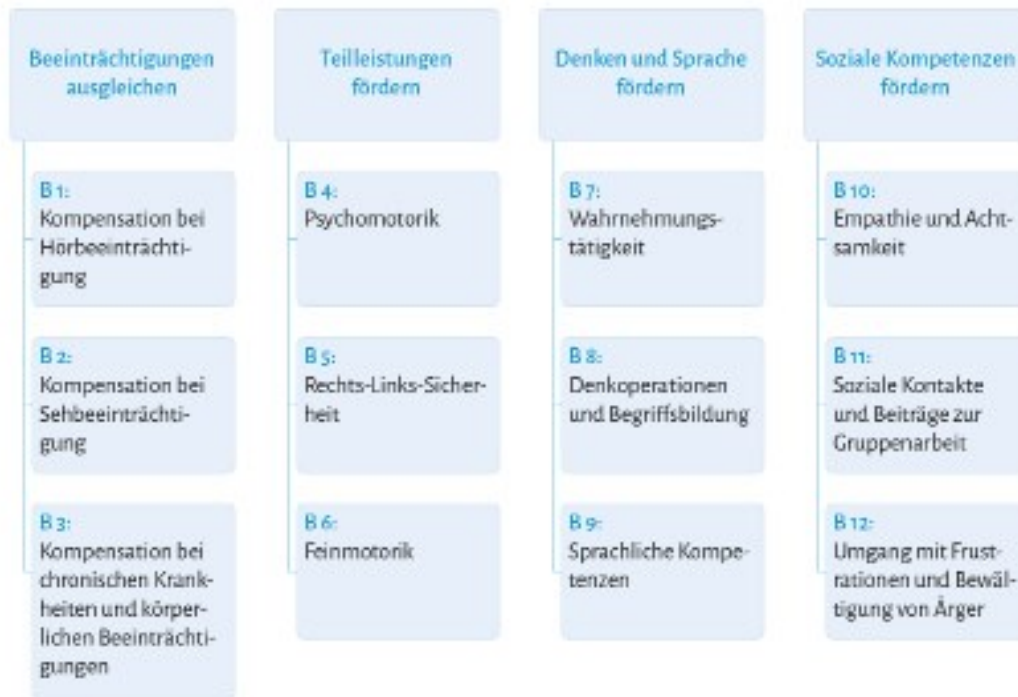 Beeinträchtigungen
ausgleichen
B 1:
Kompensation bei
Hörbeeinträchti-
gung
B 2:
Kompensation bei
Sehbeeinträchti-
gung
B 3:
Kompensation bei
chronischen Krank-
heiten und körper-
lichen Beeinträchti-
gungen
Teilleistungen
fördern
B 4:
Psychomotorik
B 5:
Rechts-Links-Sicher-
heit
B 6:
Feinmotorik
Denken und Sprache
fördern
B 7:
Wahrnehmungs-
tätigkeit
B 8:
Denkoperationen
und Begriffsbildung
B 9:
Sprachliche Kompe-
tenzen
Soziale Kompetenzen
fördern
B 10:
Empathie und Acht-
samkeit
B 11:
Soziale Kontakte
und Beiträge zur
Gruppenarbeit
B 12:
Umgang mit Frust-
rationen und Bewäl-
tigung von Ärger